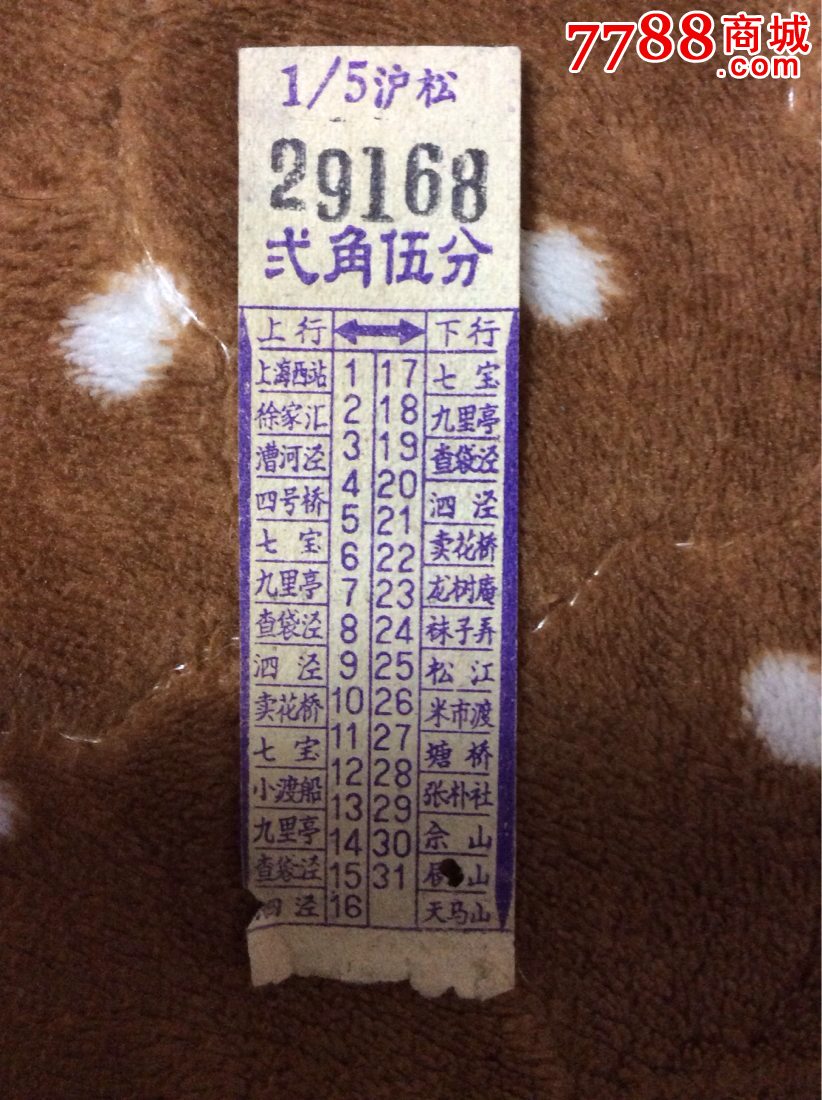 7788商城
.com
1/5沪松
29168
弍角伍分
上行 下行
上海西站 1 17 七宝
徐家汇 2 18 九里亭
漕河泾 3 19 查袋泾
四号桥 4 20 泗泾
七宝 5 21 卖花桥
九里亭 6 22 龙树庵
查袋泾 7 23 袜子弄
泗泾 8 24 松江
卖花桥 9 25 米市渡
七宝 10 26 塘桥
小渡船 11 27 张朴社
九里亭 12 28 佘山
查袋泾 13 29 山
泗泾 14 30 天马山
15 31
16